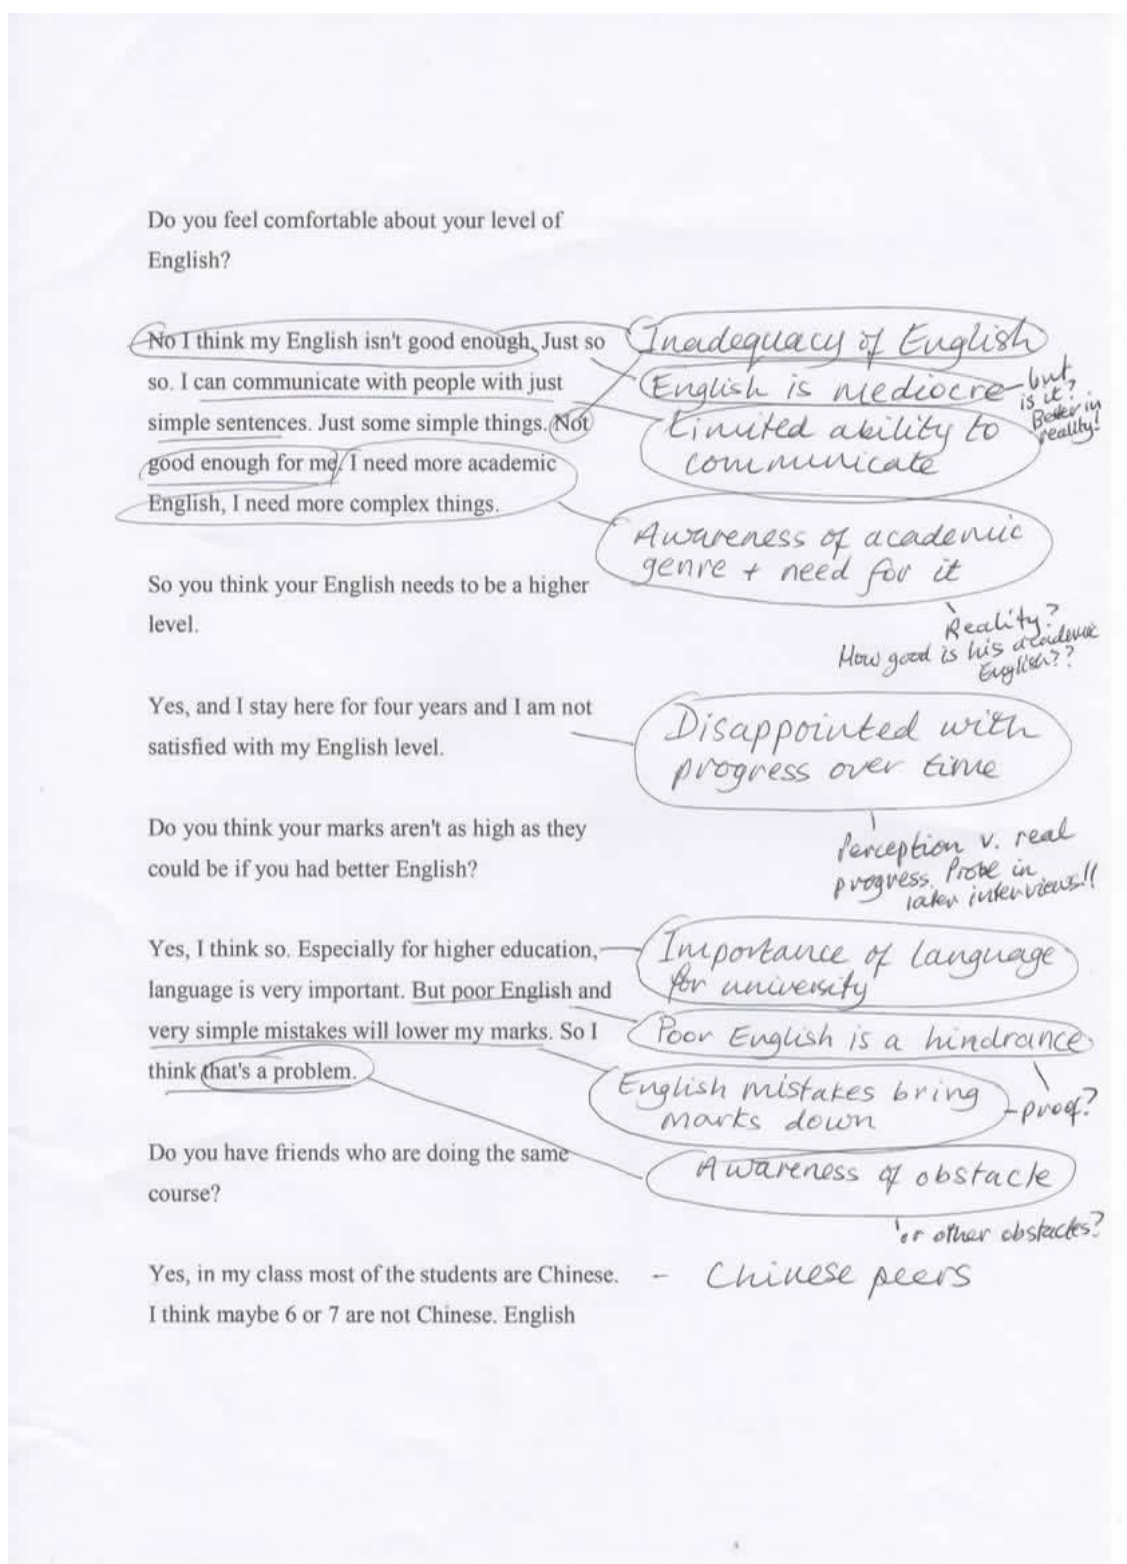 Do you feel comfortable about your level of
English?
No I think my English isn't good enough, Just so
so. I can communicate with people with just
simple sentences. Just some simple things. Not
good enough for me, I need more academic
English, I need more complex things.
Inadequacy of English
English is mediocre
- but
is it?
Better in
reality!
Limited ability to
communicate
Awareness of academic
genre + need for it
Reality?
How good is his academic
English??
So you think your English needs to be a higher
level.
Yes, and I stay here for four years and I am not
satisfied with my English level.
Disappointed with
progress over time
Perception v. real
progress. Probe in
later interviews!!
Do you think your marks aren't as high as they
could be if you had better English?
Yes, I think so. Especially for higher education,
language is very important. But poor English and
very simple mistakes will lower my marks. So I
think that's a problem.
Importance of language
for university
Poor English is a hindrance
English mistakes bring
marks down
- proof?
Awareness of obstacle
or other obstacles?
Do you have friends who are doing the same
course?
Yes, in my class most of the students are Chinese.
I think maybe 6 or 7 are not Chinese. English
- Chinese peers